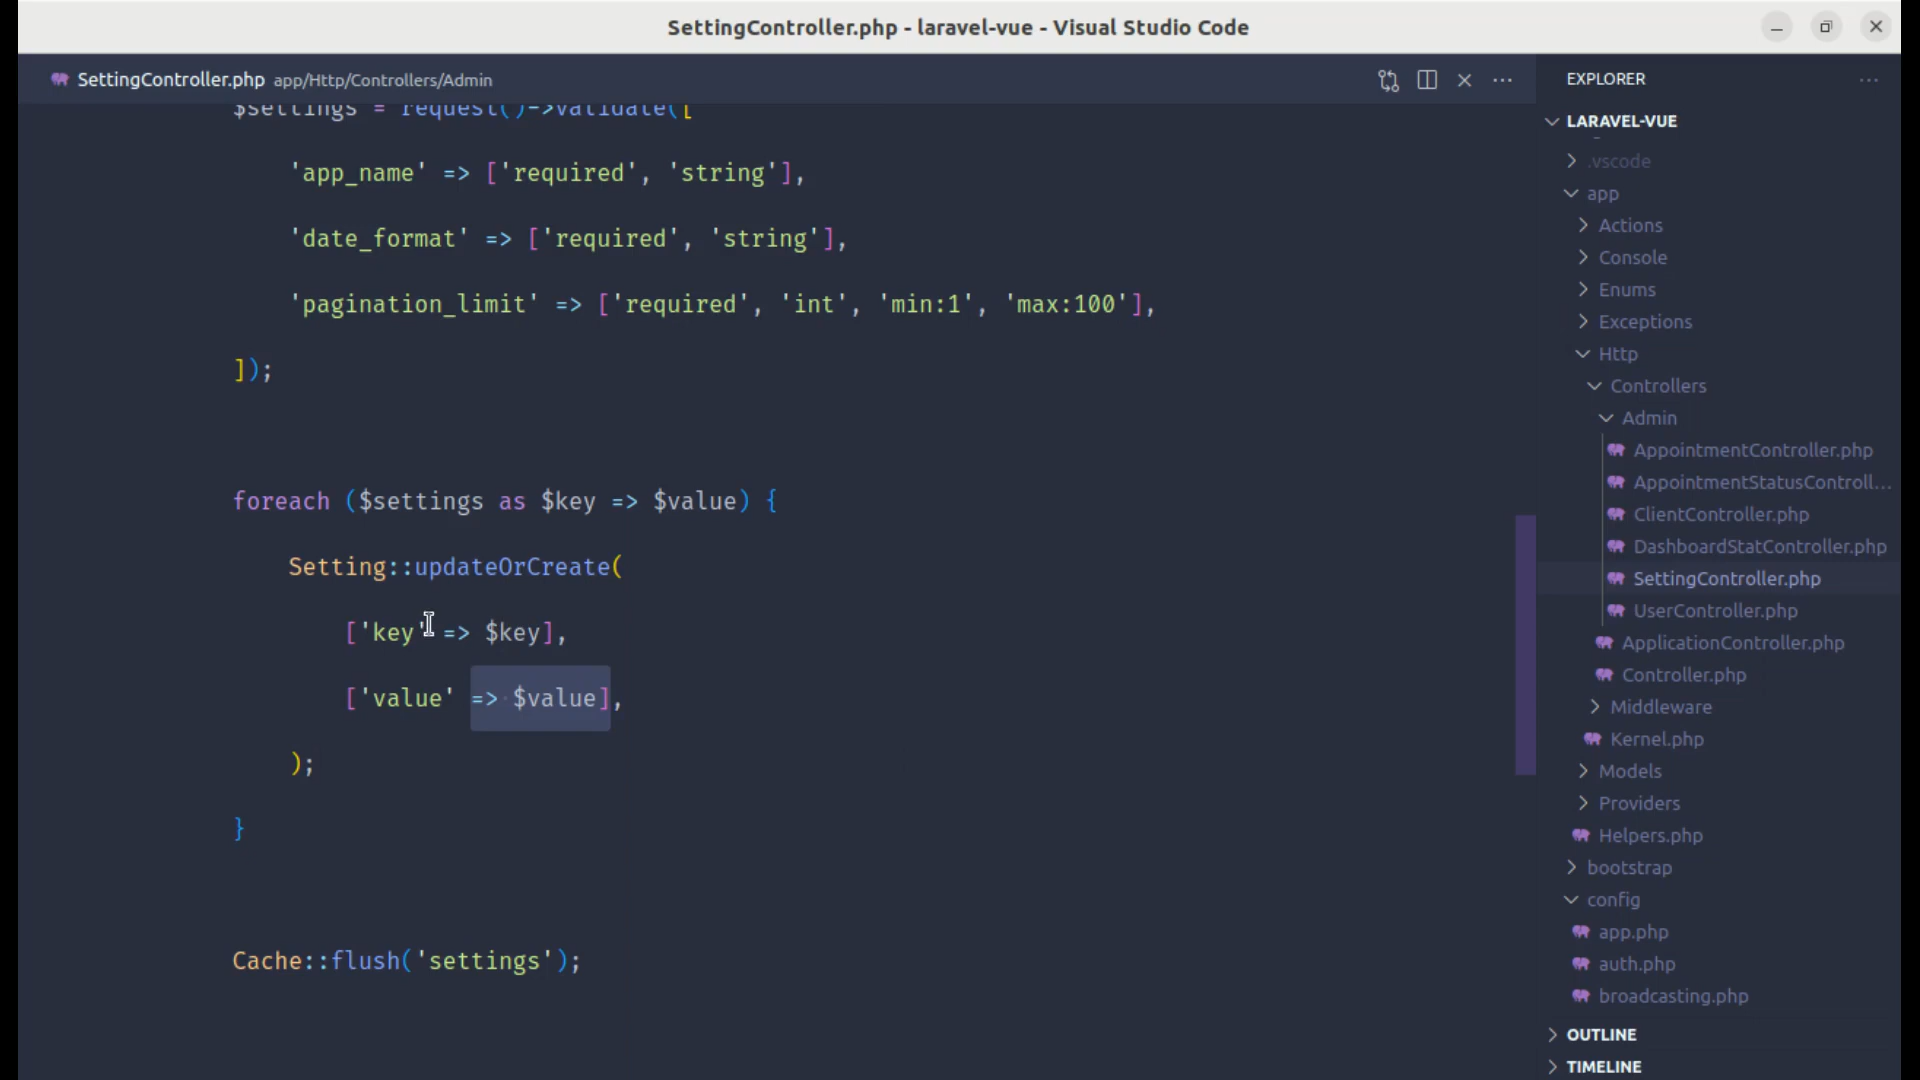 SettingController.php - laravel-vue - Visual Studio Code
SettingController.php app/Http/Controllers/Admin
$settings = request()->validate([
'app_name' => ['required', 'string'],
'date_format' => ['required', 'string'],
'pagination_limit' => ['required', 'int', 'min:1', 'max:100'],
]);
foreach ($settings as $key => $value) {
Setting::updateOrCreate(
['key' => $key],
['value' => $value],
);
}
Cache::flush('settings');
EXPLORER
LARAVEL-VUE
.vscode
app
Actions
Console
Enums
Exceptions
Http
Controllers
Admin
AppointmentController.php
AppointmentStatusControll...
ClientController.php
DashboardStatController.php
SettingController.php
UserController.php
ApplicationController.php
Controller.php
Middleware
Kernel.php
Models
Providers
Helpers.php
bootstrap
config
app.php
auth.php
broadcasting.php
OUTLINE
TIMELINE